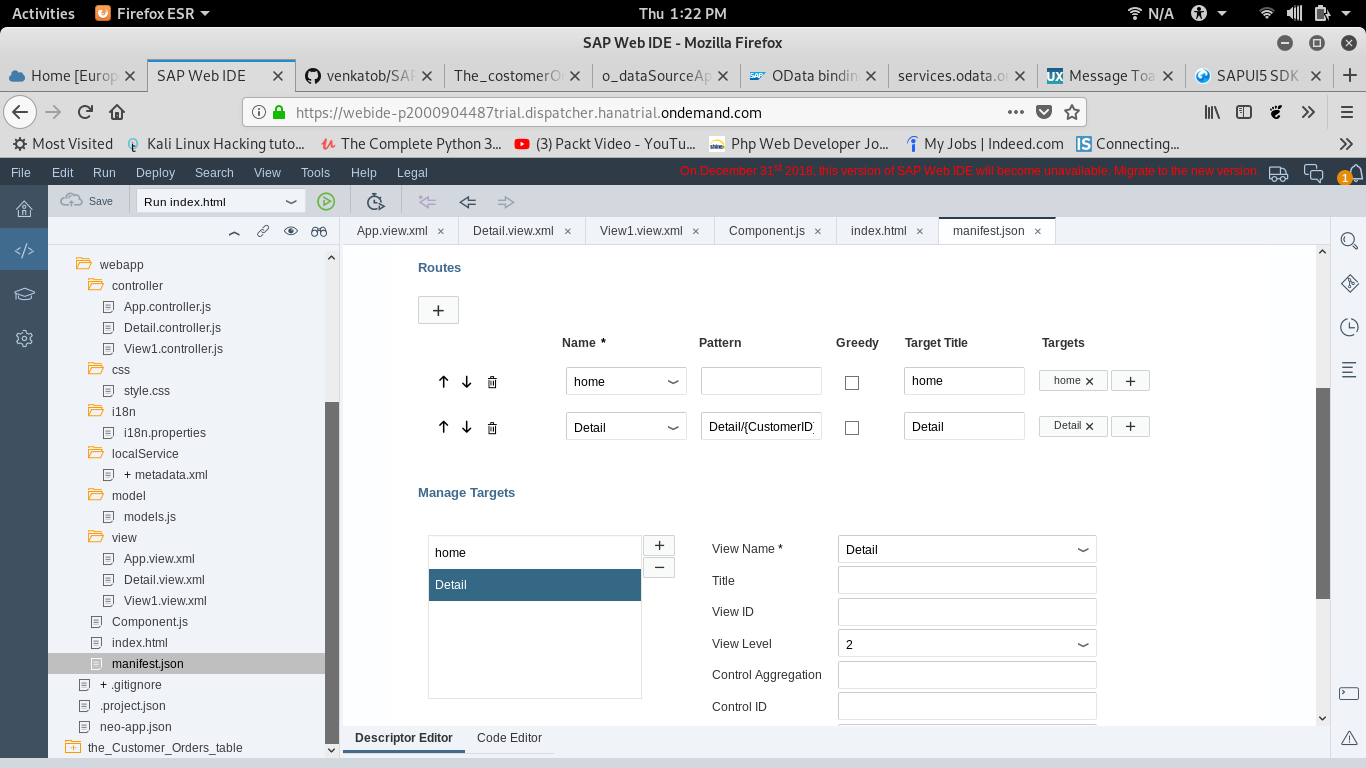 Activities Firefox ESR Thu 1:22 PM N/A
SAP Web IDE - Mozilla Firefox
Home [Europ SAP Web IDE venkatob/SAP The_costomerO o_dataSourceAp OData bindin services.odata.or Message Toa SAPUI5 SDK
https://webide-p2000904487trial.dispatcher.hanatrial.ondemand.com
Most Visited Kali Linux Hacking tuto... The Complete Python 3... (3) Packt Video - YouTu... Php Web Developer Jo... My Jobs | Indeed.com Connecting...
File Edit Run Deploy Search View Tools Help Legal On December 31st 2018, this version of SAP Web IDE will become unavailable. Migrate to the new version. 1
Save Run index.html
App.view.xml × Detail.view.xml × View1.view.xml × Component.js × index.html × manifest.json ×
webapp
controller
App.controller.js
Detail.controller.js
View1.controller.js
css
style.css
i18n
i18n.properties
localService
+ metadata.xml
model
models.js
view
App.view.xml
Detail.view.xml
View1.view.xml
Component.js
index.html
manifest.json
+ .gitignore
.project.json
neo-app.json
the_Customer_Orders_table
Routes
+
Name * Pattern Greedy Target Title Targets
home home home × +
Detail Detail/{CustomerID} Detail Detail × +
Manage Targets
home
Detail
+
−
View Name * Detail
Title
View ID
View Level 2
Control Aggregation
Control ID
Descriptor Editor Code Editor